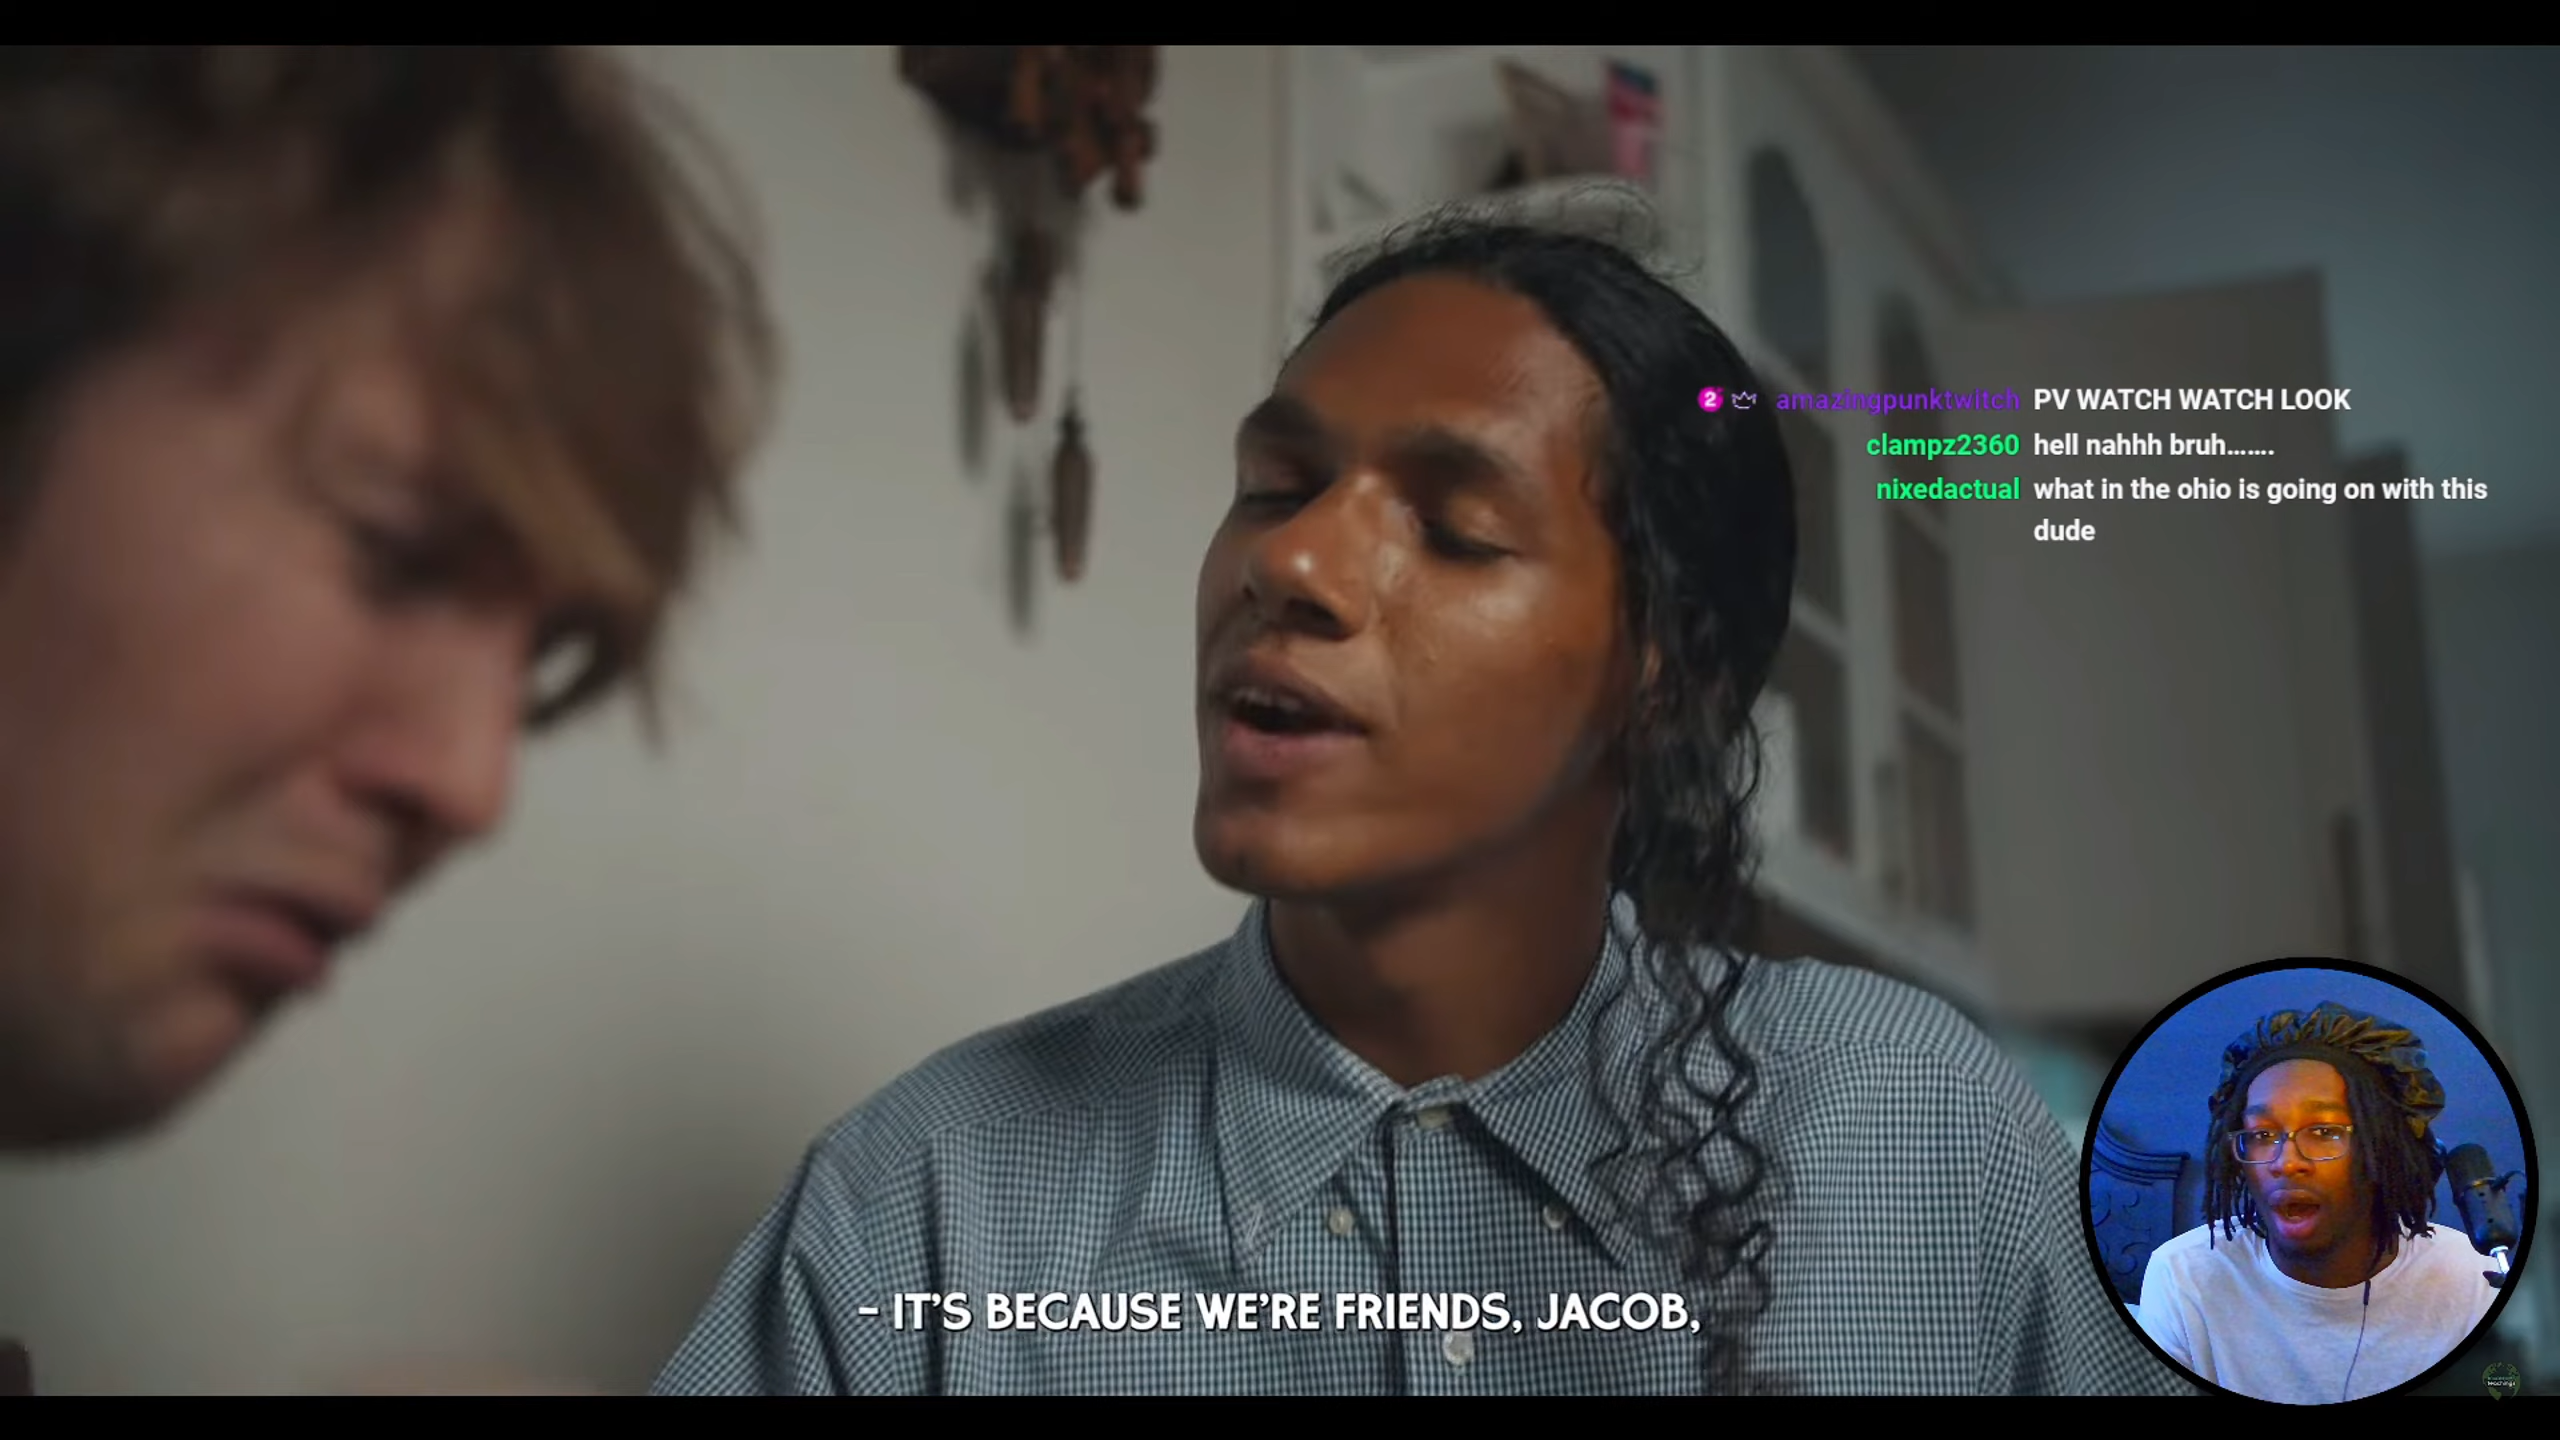 2 amazingpunktwitch PV WATCH WATCH LOOK
clampz2360 hell nahhh bruh.......
nixedactual what in the ohio is going on with this
dude
- IT'S BECAUSE WE'RE FRIENDS, JACOB,